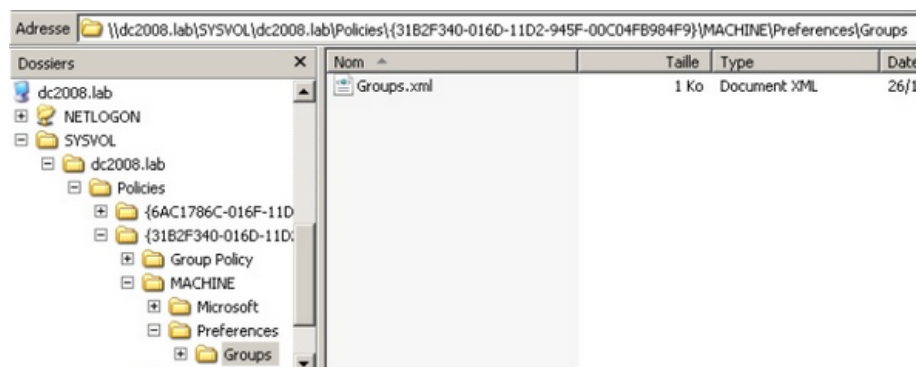 Adresse \\dc2008.lab\SYSVOL\dc2008.lab\Policies\{31B2F340-016D-11D2-945F-00C04FB984F9}\MACHINE\Preferences\Groups
Dossiers
Nom Taille Type Date
dc2008.lab
Groups.xml 1 Ko Document XML 26/1
NETLOGON
SYSVOL
dc2008.lab
Policies
{6AC1786C-016F-11D
{31B2F340-016D-11D2
Group Policy
MACHINE
Microsoft
Preferences
Groups